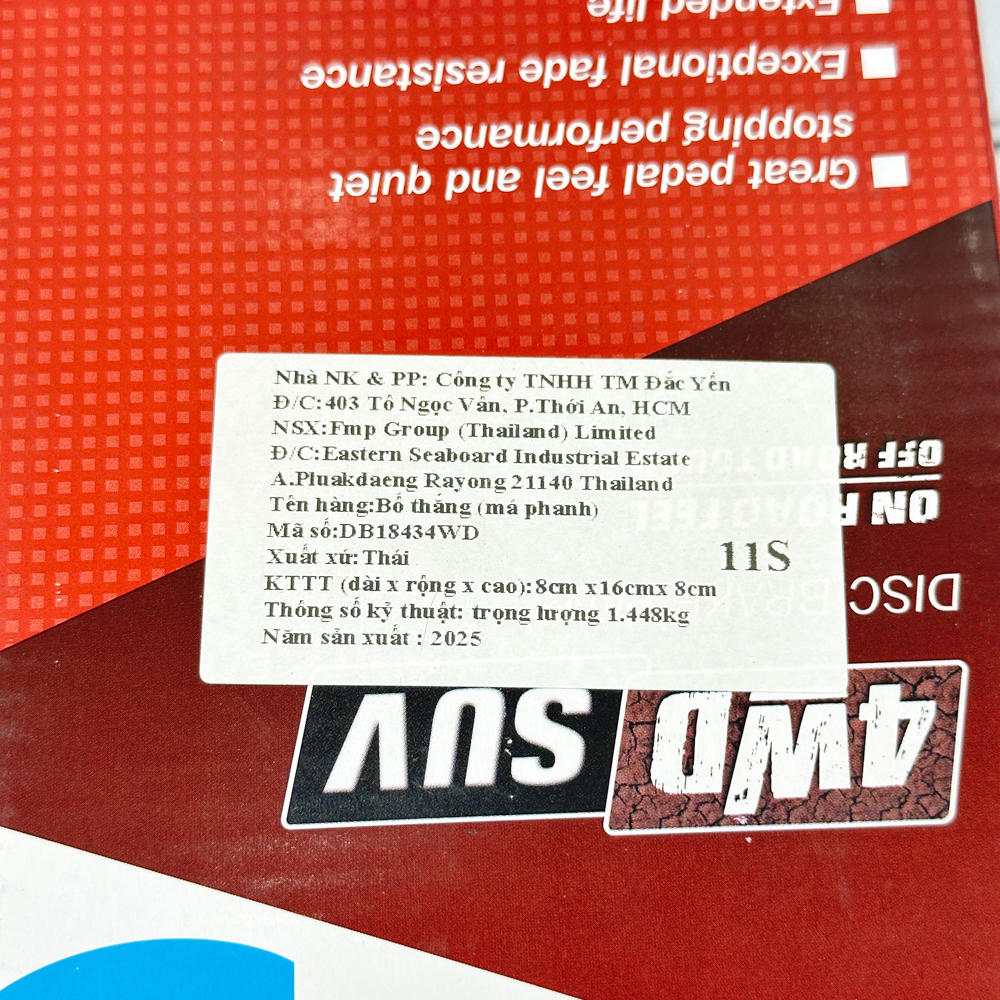 Extended life
Exceptional fade resistance
Great pedal feel and quiet
stopping performance
Nhà NK & PP: Công ty TNHH TM Đắc Yến
Đ/C:403 Tô Ngọc Vân, P.Thới An, HCM
NSX:Fmp Group (Thailand) Limited
Đ/C:Eastern Seaboard Industrial Estate
A.Pluakdaeng Rayong 21140 Thailand
Tên hàng:Bố thắng (má phanh)
Mã số:DB18434WD
Xuất xứ: Thái
11S
KTTT (dài x rộng x cao):8cm x16cmx 8cm
Thống số kỹ thuật: trọng lượng 1.448kg
Năm sản xuất : 2025
OFF ROAD
ON ROAD FEEL
DISC
4WD SUV